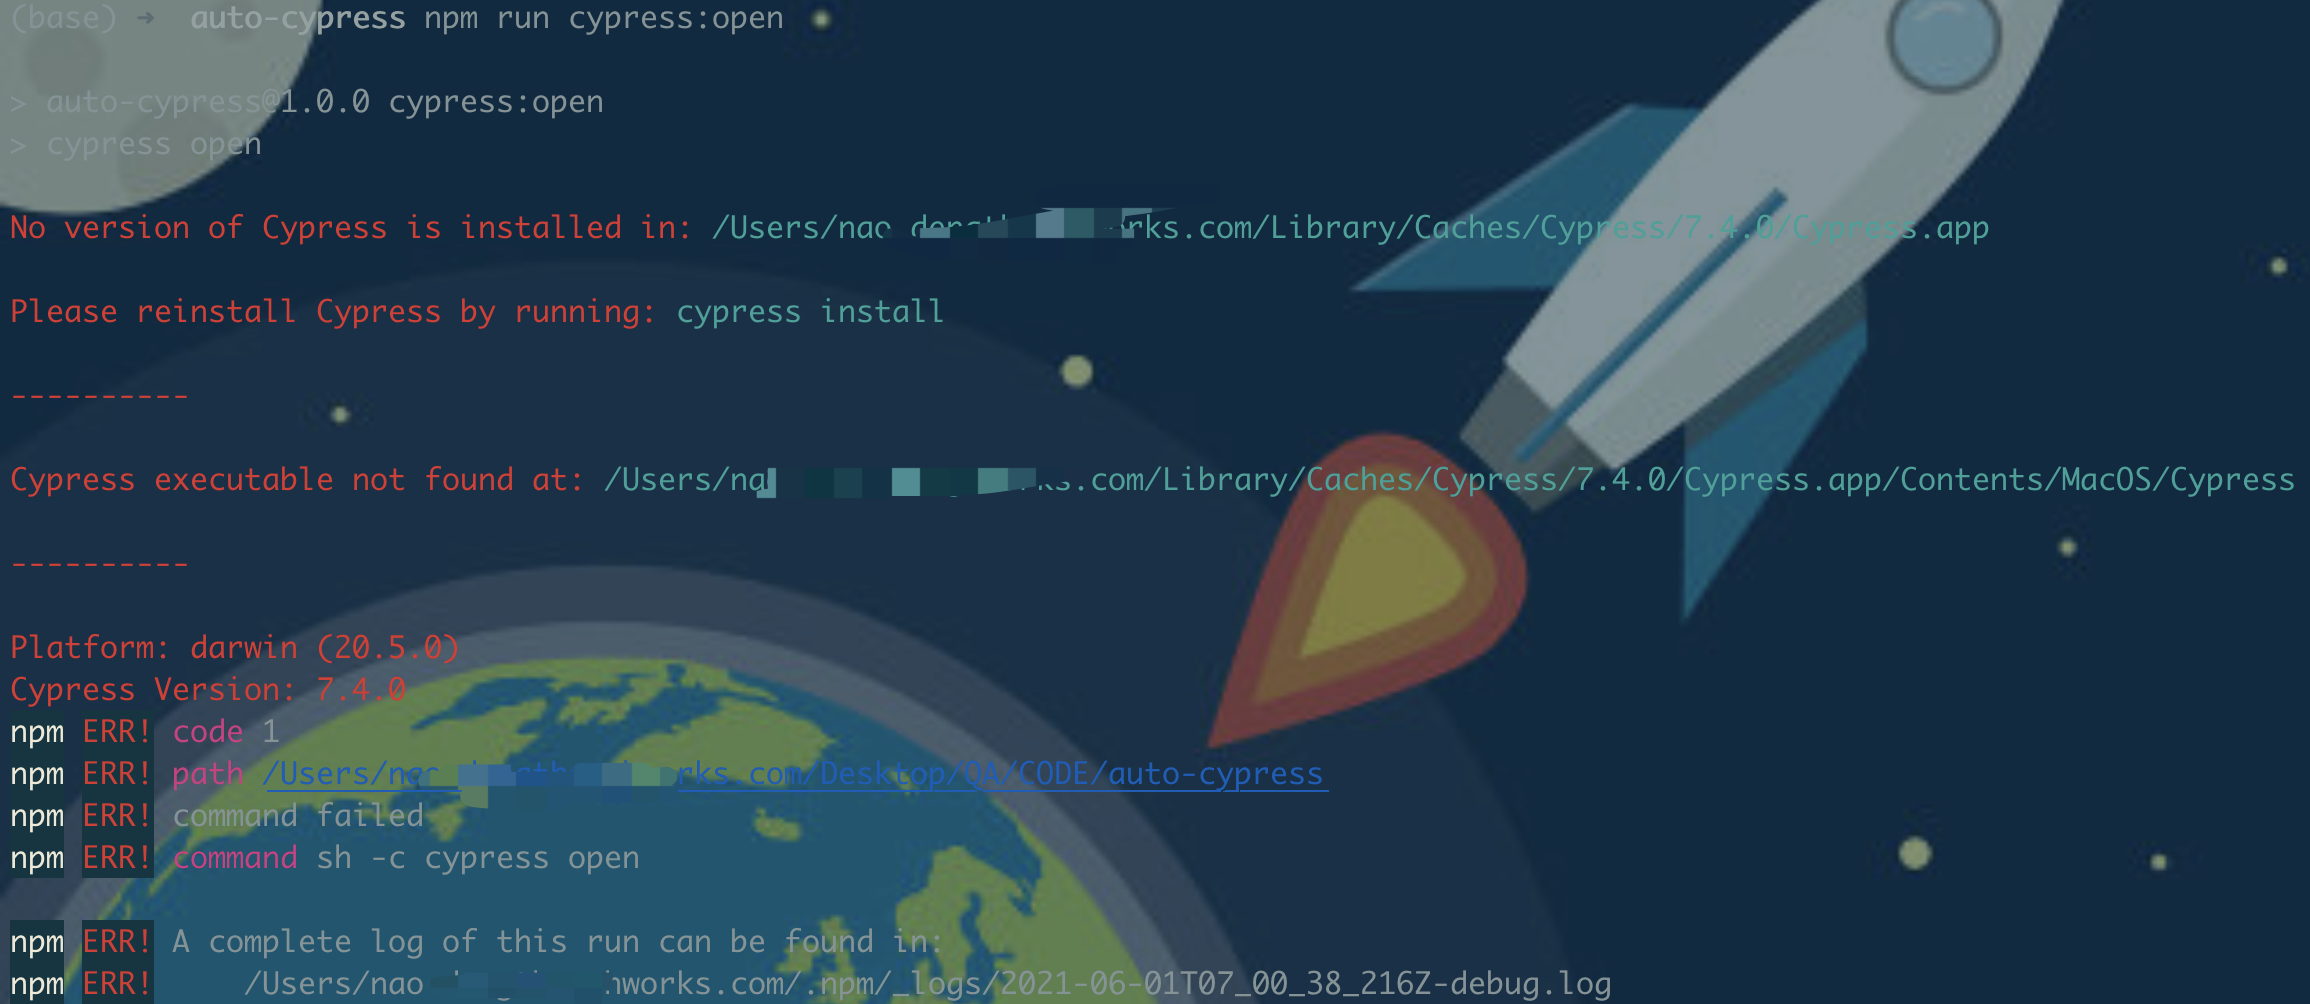 (base) ➜ auto-cypress npm run cypress:open
> auto-cypress@1.0.0 cypress:open
> cypress open
No version of Cypress is installed in: /Users/nao rks.com/Library/Caches/Cypress/7.4.0/Cypress.app
Please reinstall Cypress by running: cypress install
----------
Cypress executable not found at: /Users/na ks.com/Library/Caches/Cypress/7.4.0/Cypress.app/Contents/MacOS/Cypress
----------
Platform: darwin (20.5.0)
Cypress Version: 7.4.0
npm ERR! code 1
npm ERR! path /Users/nao rks.com/Desktop/QA/CODE/auto-cypress
npm ERR! command failed
npm ERR! command sh -c cypress open
npm ERR! A complete log of this run can be found in:
npm ERR! /Users/nao hworks.com/.npm/_logs/2021-06-01T07_00_38_216Z-debug.log